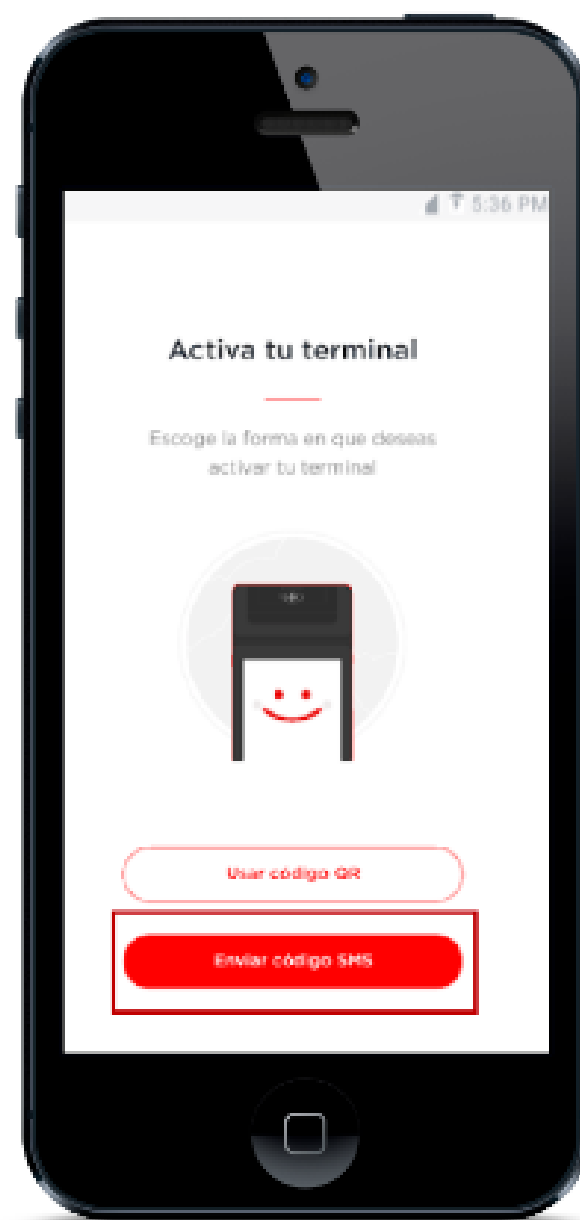 5:36 PM
Activa tu terminal
Escoge la forma en que deseas
activar tu terminal
Usar código QR
Enviar código SMS